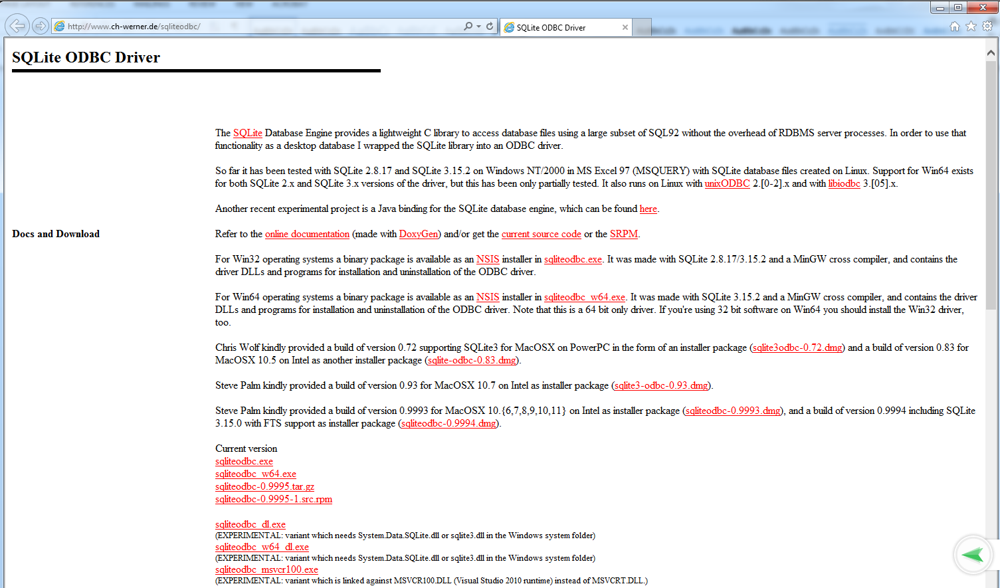 http://www.ch-werner.de/sqliteodbc/
SQLite ODBC Driver
SQLite ODBC Driver
The SQLite Database Engine provides a lightweight C library to access database files using a large subset of SQL92 without the overhead of RDBMS server processes. In order to use that
functionality as a desktop database I wrapped the SQLite library into an ODBC driver.
So far it has been tested with SQLite 2.8.17 and SQLite 3.15.2 on Windows NT/2000 in MS Excel 97 (MSQUERY) with SQLite database files created on Linux. Support for Win64 exists
for both SQLite 2.x and SQLite 3.x versions of the driver, but this has been only partially tested. It also runs on Linux with unixODBC 2.[0-2].x and with libiodbc 3.[05].x.
Another recent experimental project is a Java binding for the SQLite database engine, which can be found here.
Docs and Download
Refer to the online documentation (made with DoxyGen) and/or get the current source code or the SRPM.
For Win32 operating systems a binary package is available as an NSIS installer in sqliteodbc.exe. It was made with SQLite 2.8.17/3.15.2 and a MinGW cross compiler, and contains the
driver DLLs and programs for installation and uninstallation of the ODBC driver.
For Win64 operating systems a binary package is available as an NSIS installer in sqliteodbc_w64.exe. It was made with SQLite 3.15.2 and a MinGW cross compiler, and contains the driver
DLLs and programs for installation and uninstallation of the ODBC driver. Note that this is a 64 bit only driver. If you're using 32 bit software on Win64 you should install the Win32 driver,
too.
Chris Wolf kindly provided a build of version 0.72 supporting SQLite3 for MacOSX on PowerPC in the form of an installer package (sqlite3odbc-0.72.dmg) and a build of version 0.83 for
MacOSX 10.5 on Intel as another installer package (sqlite-odbc-0.83.dmg).
Steve Palm kindly provided a build of version 0.93 for MacOSX 10.7 on Intel as installer package (sqlite3-odbc-0.93.dmg).
Steve Palm kindly provided a build of version 0.9993 for MacOSX 10.{6,7,8,9,10,11} on Intel as installer package (sqliteodbc-0.9993.dmg), and a build of version 0.9994 including SQLite
3.15.0 with FTS support as installer package (sqliteodbc-0.9994.dmg).
Current version
sqliteodbc.exe
sqliteodbc_w64.exe
sqliteodbc-0.9995.tar.gz
sqliteodbc-0.9995-1.src.rpm
sqliteodbc_dl.exe
(EXPERIMENTAL: variant which needs System.Data.SQLite.dll or sqlite3.dll in the Windows system folder)
sqliteodbc_w64_dl.exe
(EXPERIMENTAL: variant which needs System.Data.SQLite.dll or sqlite3.dll in the Windows system folder)
sqliteodbc_msvcr100.exe
(EXPERIMENTAL: variant which is linked against MSVCR100.DLL (Visual Studio 2010 runtime) instead of MSVCRT.DLL.)